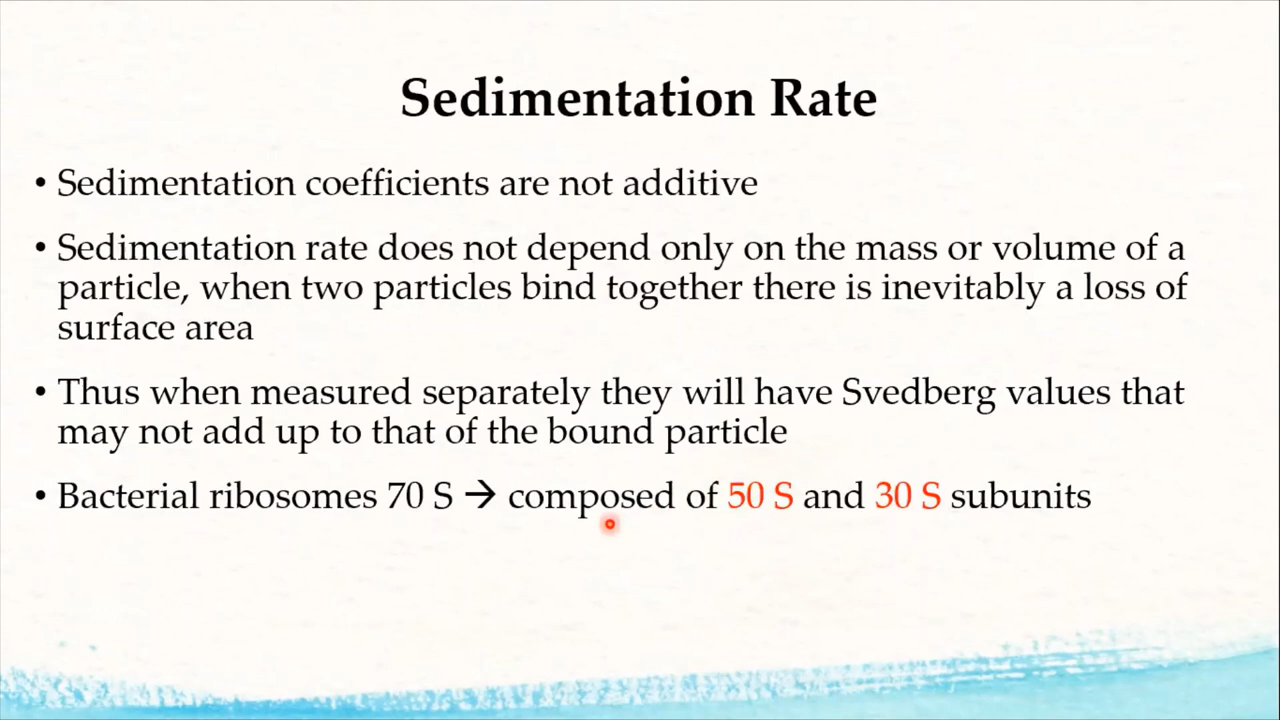 Sedimentation Rate
• Sedimentation coefficients are not additive
• Sedimentation rate does not depend only on the mass or volume of a
particle, when two particles bind together there is inevitably a loss of
surface area
• Thus when measured separately they will have Svedberg values that
may not add up to that of the bound particle
• Bacterial ribosomes 70 S → composed of 50 S and 30 S subunits